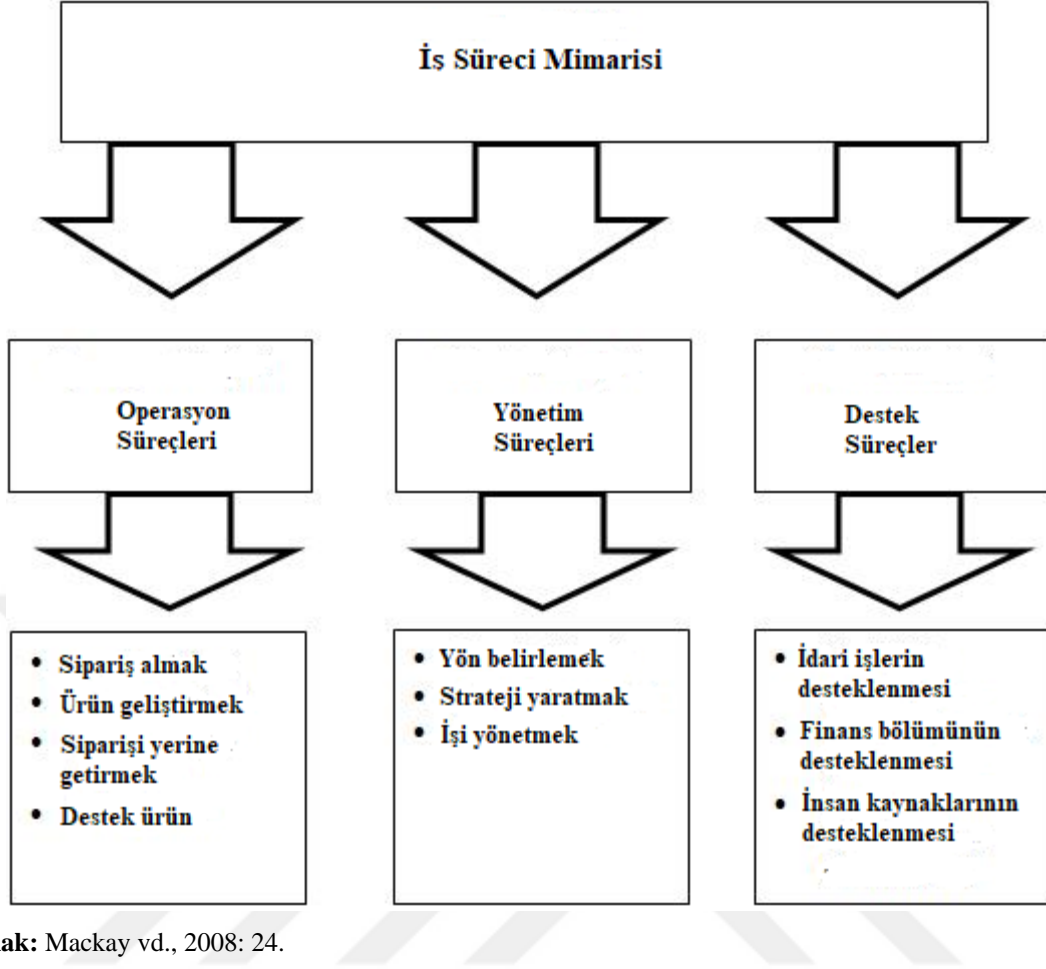 İş Süreci Mimarisi
Operasyon
Süreçleri
Yönetim
Süreçleri
Destek
Süreçler
• Sipariş almak
• Ürün geliştirmek
• Siparişi yerine
getirmek
• Destek ürün
• Yön belirlemek
• Strateji yaratmak
• İşi yönetmek
• İdari işlerin
desteklenmesi
• Finans bölümünün
desteklenmesi
• İnsan kaynaklarının
desteklenmesi
ak: Mackay vd., 2008: 24.